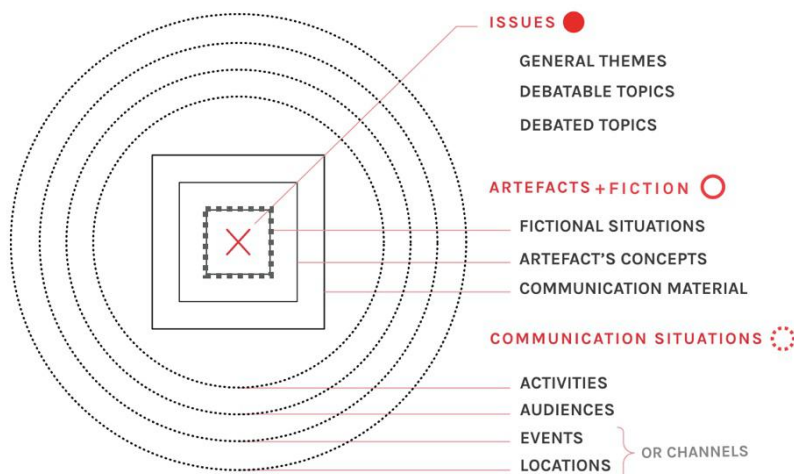 ISSUES
GENERAL THEMES
DEBATABLE TOPICS
DEBATED TOPICS
ARTEFACTS + FICTION
FICTIONAL SITUATIONS
ARTEFACT'S CONCEPTS
COMMUNICATION MATERIAL
COMMUNICATION SITUATIONS
ACTIVITIES
AUDIENCES
EVENTS
OR CHANNELS
LOCATIONS